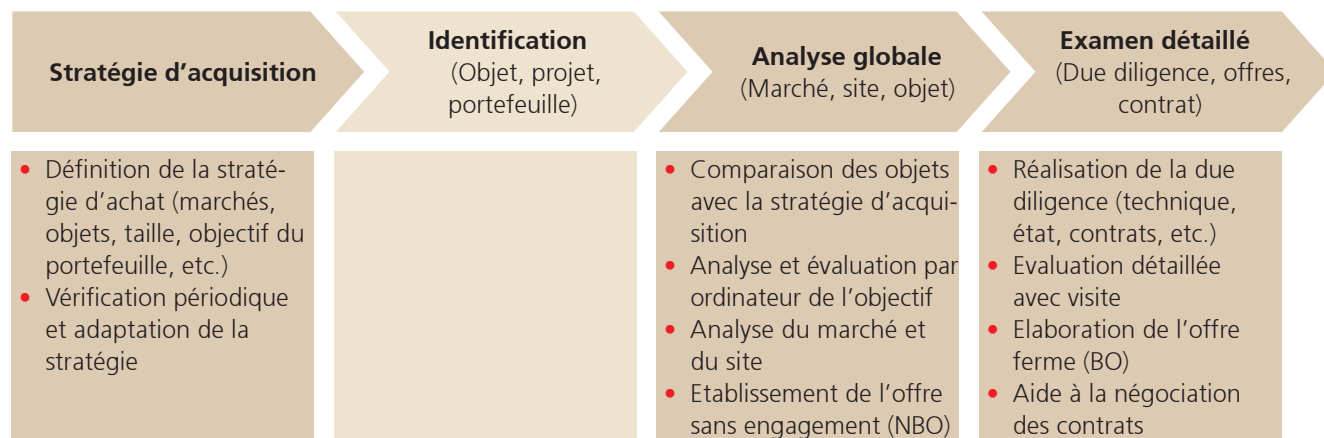 Stratégie d’acquisition
Identification
(Objet, projet,
portefeuille)
Analyse globale
(Marché, site, objet)
Examen détaillé
(Due diligence, offres,
contrat)
• Définition de la straté-
gie d’achat (marchés,
objets, taille, objectif du
portefeuille, etc.)
• Vérification périodique
et adaptation de la
stratégie
• Comparaison des objets
avec la stratégie d’acqui-
sition
• Analyse et évaluation par
ordinateur de l’objectif
• Analyse du marché et
du site
• Etablissement de l’offre
sans engagement (NBO)
• Réalisation de la due
diligence (technique,
état, contrats, etc.)
• Evaluation détaillée
avec visite
• Elaboration de l’offre
ferme (BO)
• Aide à la négociation
des contrats